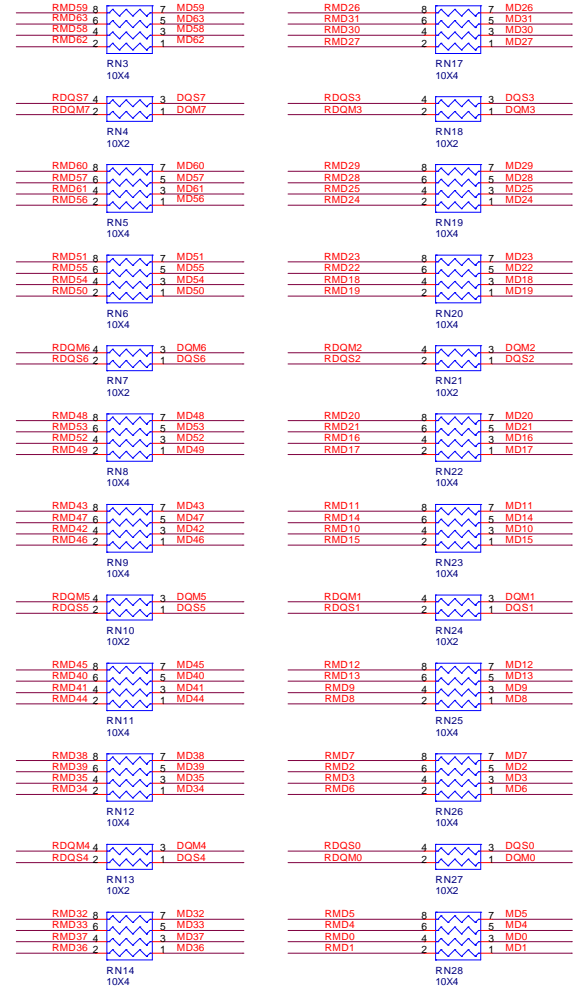 RMD59 8 7 MD59
RMD63 6 5 MD63
RMD58 4 3 MD58
RMD62 2 1 MD62
RN3
10X4
RDQS7 4 3 DQS7
RDQM7 2 1 DQM7
RN4
10X2
RMD60 8 7 MD60
RMD57 6 5 MD57
RMD61 4 3 MD61
RMD56 2 1 MD56
RN5
10X4
RMD51 8 7 MD51
RMD55 6 5 MD55
RMD54 4 3 MD54
RMD50 2 1 MD50
RN6
10X4
RDQM6 4 3 DQM6
RDQS6 2 1 DQS6
RN7
10X2
RMD48 8 7 MD48
RMD53 6 5 MD53
RMD52 4 3 MD52
RMD49 2 1 MD49
RN8
10X4
RMD43 8 7 MD43
RMD47 6 5 MD47
RMD42 4 3 MD42
RMD46 2 1 MD46
RN9
10X4
RDQM5 4 3 DQM5
RDQS5 2 1 DQS5
RN10
10X2
RMD45 8 7 MD45
RMD40 6 5 MD40
RMD41 4 3 MD41
RMD44 2 1 MD44
RN11
10X4
RMD38 8 7 MD38
RMD39 6 5 MD39
RMD35 4 3 MD35
RMD34 2 1 MD34
RN12
10X4
RDQM4 4 3 DQM4
RDQS4 2 1 DQS4
RN13
10X2
RMD32 8 7 MD32
RMD33 6 5 MD33
RMD37 4 3 MD37
RMD36 2 1 MD36
RN14
10X4
RMD26 8 7 MD26
RMD31 6 5 MD31
RMD30 4 3 MD30
RMD27 2 1 MD27
RN17
10X4
RDQS3 4 3 DQS3
RDQM3 2 1 DQM3
RN18
10X2
RMD29 8 7 MD29
RMD28 6 5 MD28
RMD25 4 3 MD25
RMD24 2 1 MD24
RN19
10X4
RMD23 8 7 MD23
RMD22 6 5 MD22
RMD18 4 3 MD18
RMD19 2 1 MD19
RN20
10X4
RDQM2 4 3 DQM2
RDQS2 2 1 DQS2
RN21
10X2
RMD20 8 7 MD20
RMD21 6 5 MD21
RMD16 4 3 MD16
RMD17 2 1 MD17
RN22
10X4
RMD11 8 7 MD11
RMD14 6 5 MD14
RMD10 4 3 MD10
RMD15 2 1 MD15
RN23
10X4
RDQM1 4 3 DQM1
RDQS1 2 1 DQS1
RN24
10X2
RMD12 8 7 MD12
RMD13 6 5 MD13
RMD9 4 3 MD9
RMD8 2 1 MD8
RN25
10X4
RMD7 8 7 MD7
RMD2 6 5 MD2
RMD3 4 3 MD3
RMD6 2 1 MD6
RN26
10X4
RDQS0 4 3 DQS0
RDQM0 2 1 DQM0
RN27
10X2
RMD5 8 7 MD5
RMD4 6 5 MD4
RMD0 4 3 MD0
RMD1 2 1 MD1
RN28
10X4